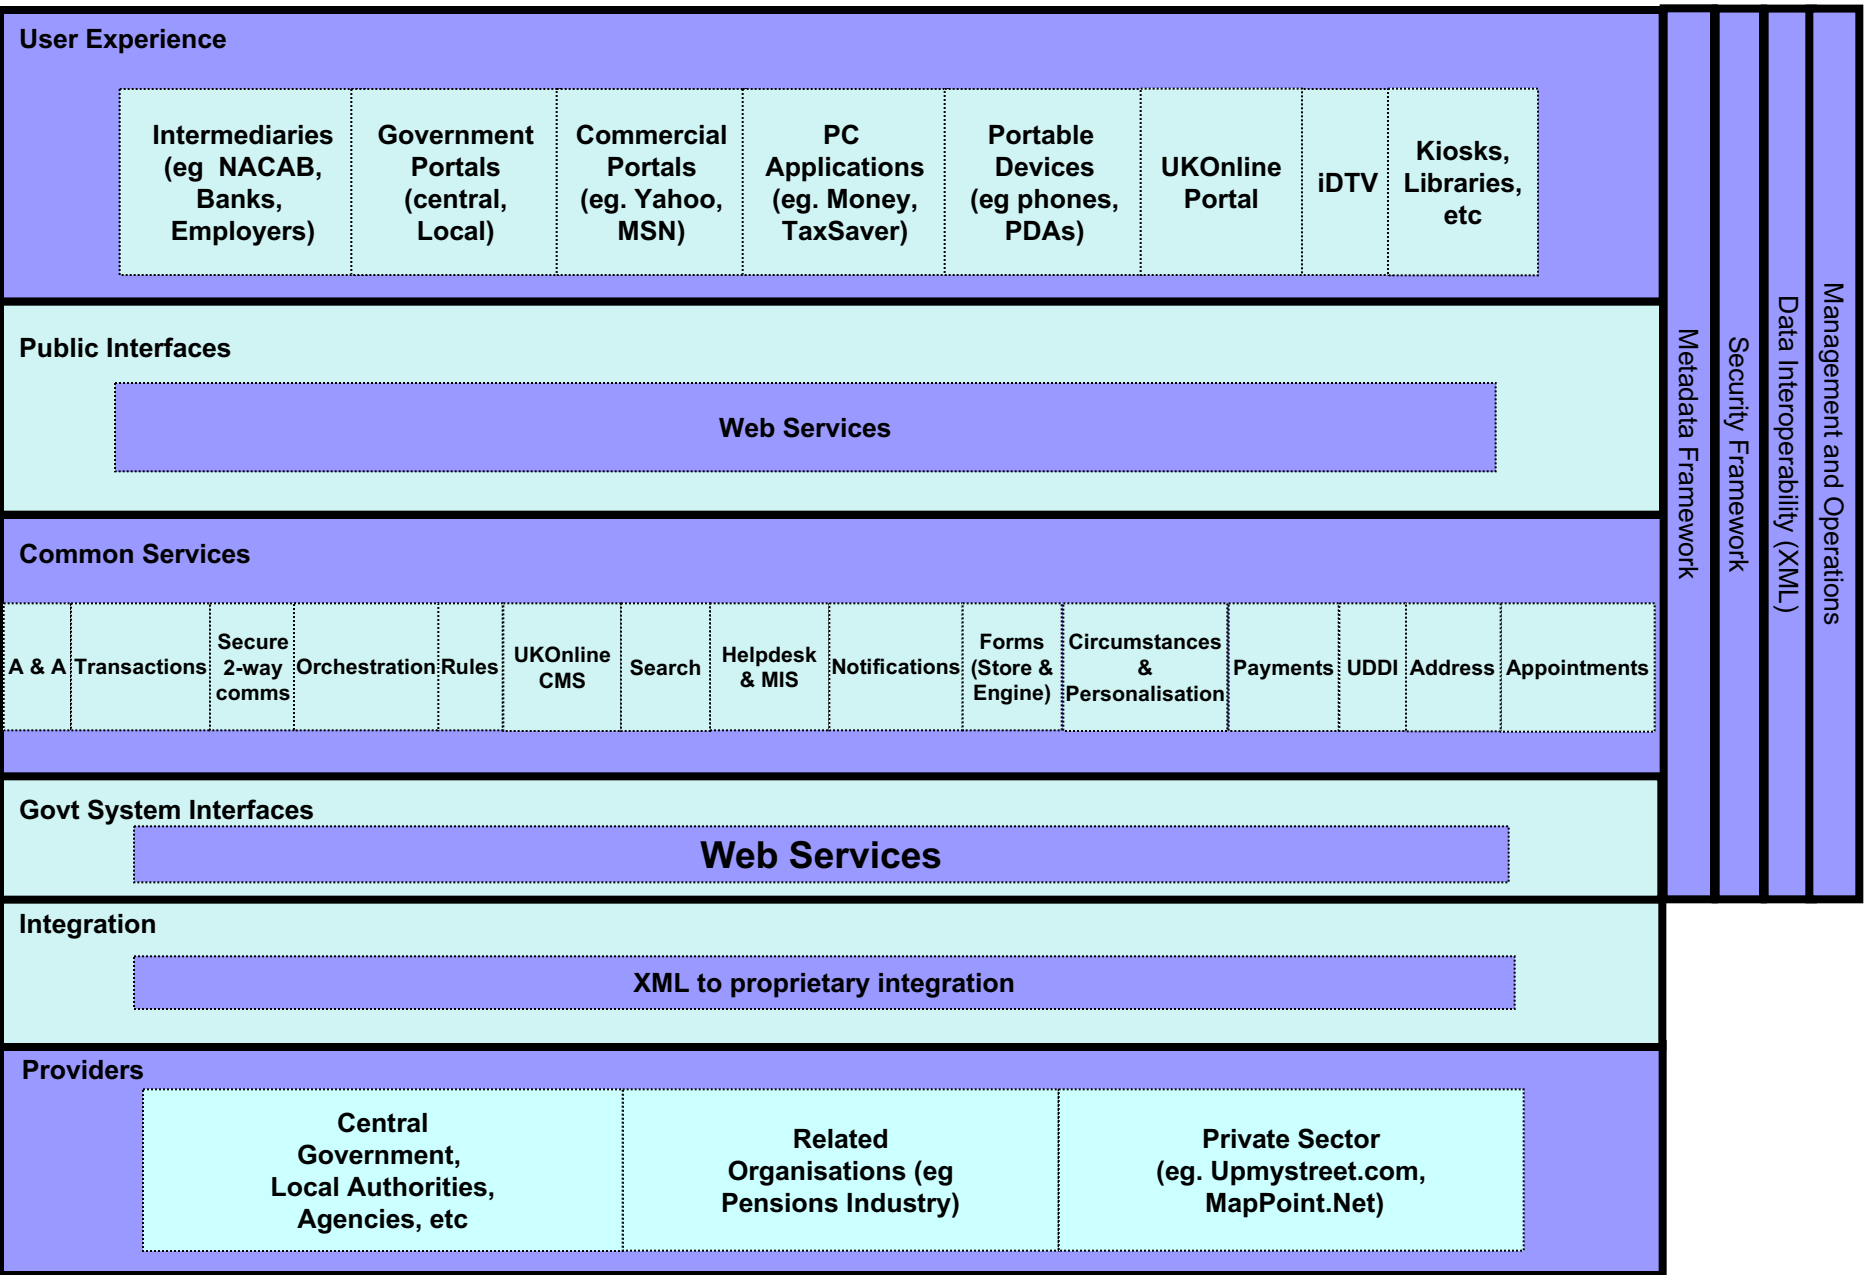 User Experience
Intermediaries
(eg  NACAB,
Banks,
Employers)
Government
Portals
(central,
Local)
Commercial
Portals
(eg. Yahoo,
MSN)
PC
Applications
(eg. Money,
TaxSaver)
Portable
Devices
(eg phones,
PDAs)
UKOnline
Portal
iDTV
Kiosks,
Libraries,
etc
Public Interfaces
Web Services
Common Services
A & A
Transactions
Secure
2-way
comms
Orchestration
Rules
UKOnline
CMS
Search
Helpdesk
& MIS
Notifications
Forms
(Store &
Engine)
Circumstances
&
Personalisation
Payments
UDDI
Address
Appointments
Govt System Interfaces
Web Services
Integration
XML to proprietary integration
Providers
Central
Government,
Local Authorities,
Agencies, etc
Related
Organisations (eg
Pensions Industry)
Private Sector
(eg. Upmystreet.com,
MapPoint.Net)
Metadata Framework
Security Framework
Data Interoperability (XML)
Management and Operations